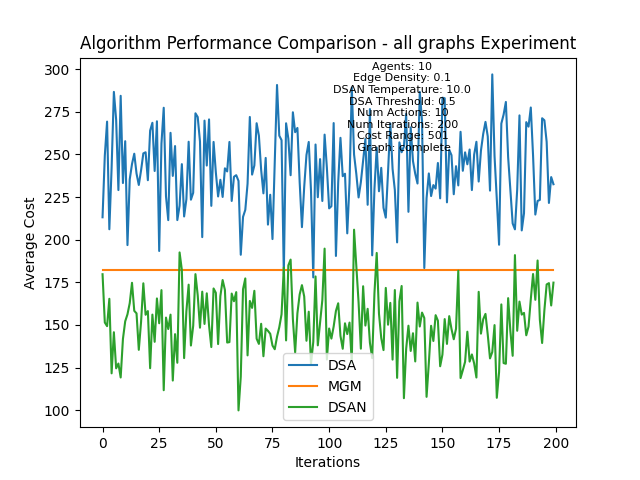 Algorithm Performance Comparison - all graphs Experiment
Agents: 10
Edge Density: 0.1
DSAN Temperature: 10.0
DSA Threshold: 0.5
Num Actions: 10
Num Iterations: 200
Cost Range: 501
Graph: complete
300
275
250
225
200
175
150
125
100
Average Cost
DSA
MGM
DSAN
0
25
50
75
100
125
150
175
200
Iterations